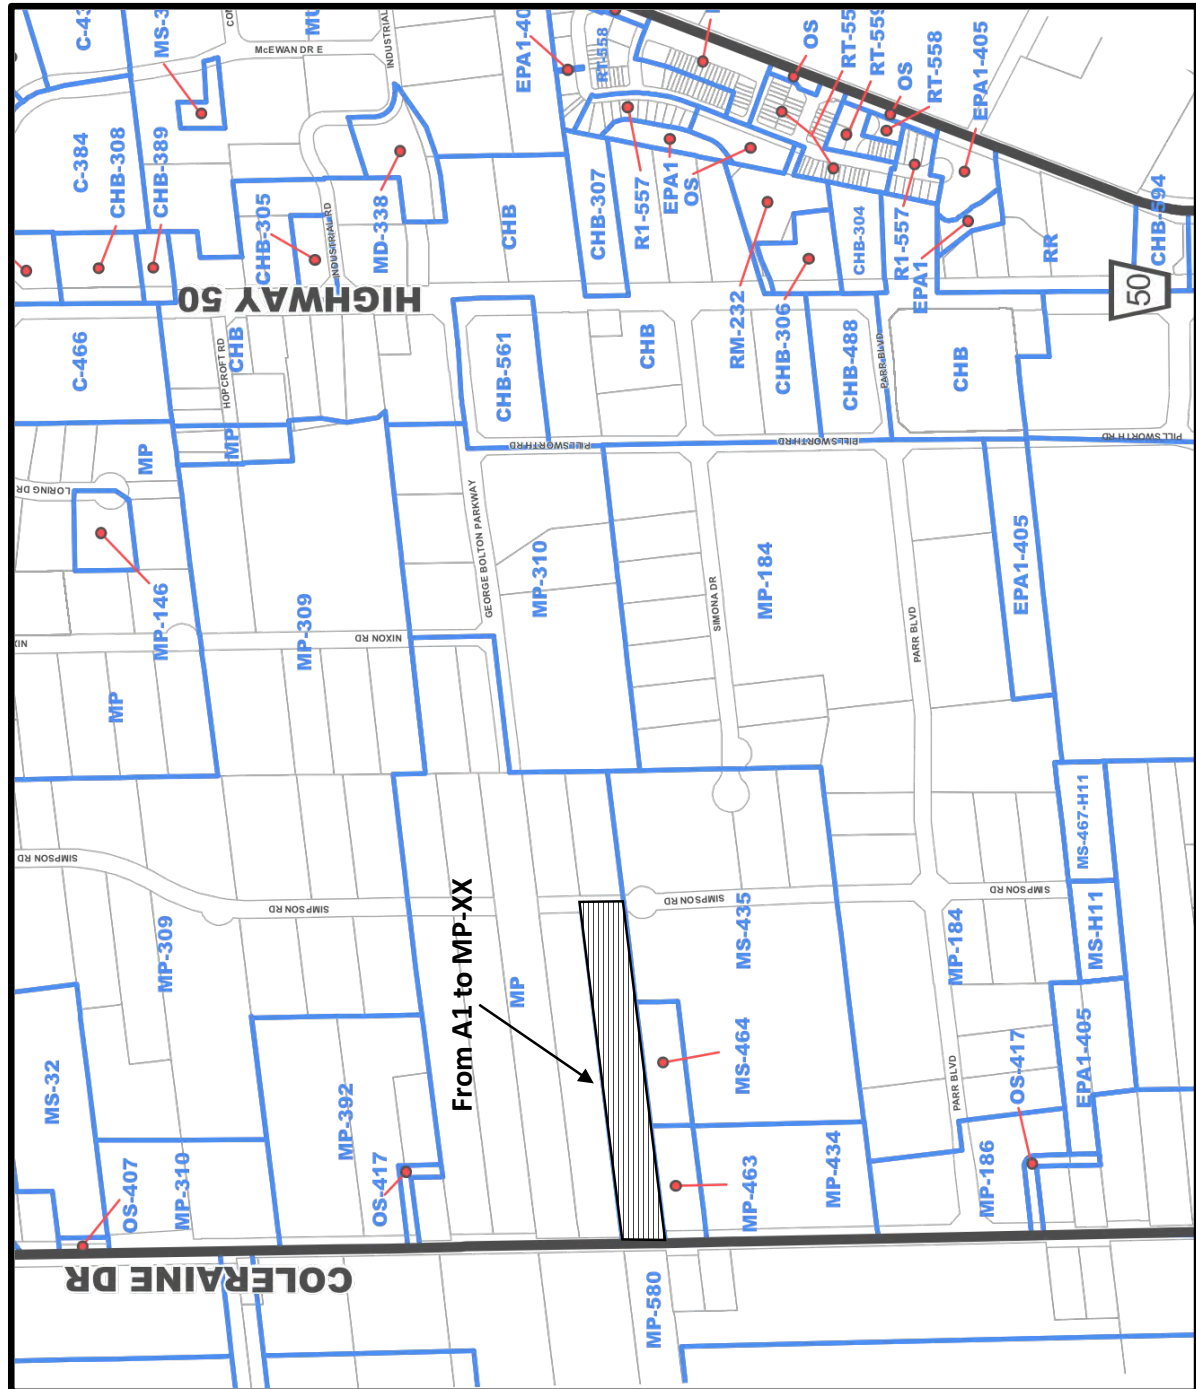 McEWAN DR E
INDUSTRIAL
EPA1-40
RT-558
OS
RT-55
RT-559
OS
RT-558
EPA1-405
C-384
CHB-308
CHB-389
CHB-305
INDUSTRIAL RD
MD-338
CHB
CHB-307
R1-557
EPA1
OS
RM-232
CHB-306
CHB-304
R1-557
EPA1
RR
CHB-594
50
HIGHWAY 50
C-466
HOPCROFT RD
CHB
CHB-561
CHB
CHB-488
PARR BLVD
CHB
MP
MP
LORING DR
PILLSWORTH RD
PILLSWORTH RD
PILLSWORTH RD
MP-146
MP-309
NIXON RD
GEORGE BOLTON PARKWAY
MP-310
SIMONA DR
MP-184
PARR BLVD
EPA1-405
MP
SIMPSON RD
MP-309
SIMPSON RD
From A1 to MP-XX
MP
SIMPSON RD
MS-435
MP-184
SIMPSON RD
MS-467-H11
MS-H11
MS-32
MP-392
MS-464
PARR BLVD
OS-417
EPA1-405
OS-407
MP-310
OS-417
MP-463
MP-434
MP-186
COLERAINE DR
MP-580